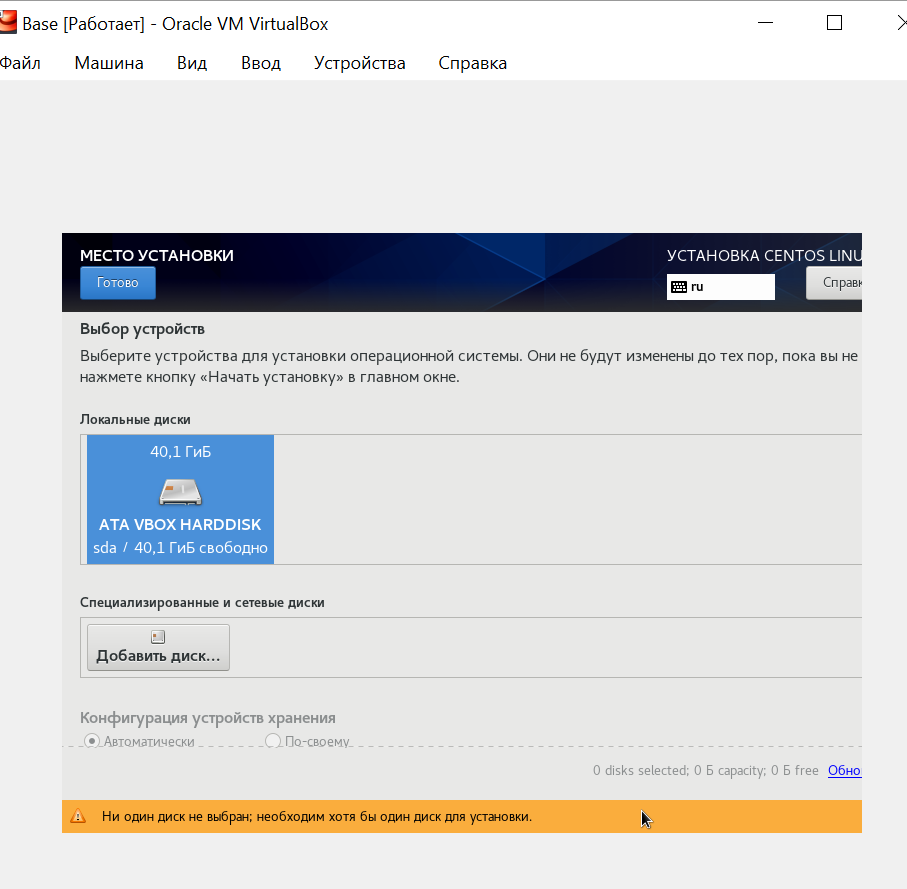 Base [Работает] - Oracle VM VirtualBox
Файл Машина Вид Ввод Устройства Справка
МЕСТО УСТАНОВКИ
УСТАНОВКА CENTOS LINU
Готово
ru
Справк
Выбор устройств
Выберите устройства для установки операционной системы. Они не будут изменены до тех пор, пока вы не
нажмете кнопку «Начать установку» в главном окне.
Локальные диски
40,1 ГиБ
ATA VBOX HARDDISK
sda / 40,1 ГиБ свободно
Специализированные и сетевые диски
Добавить диск...
Конфигурация устройств хранения
Автоматически По-своему
0 disks selected; 0 Б capacity; 0 Б free Обно
Ни один диск не выбран; необходим хотя бы один диск для установки.